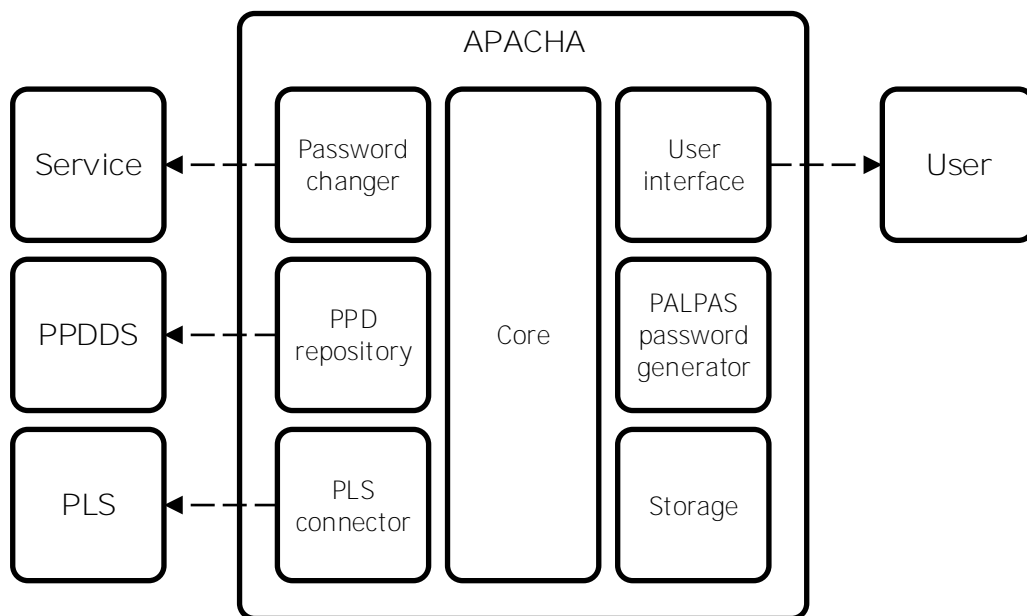 APACHA
Service
Password
changer
User
interface
User
PPDDS
PPD
repository
Core
PALPAS
password
generator
PLS
PLS
connector
Storage